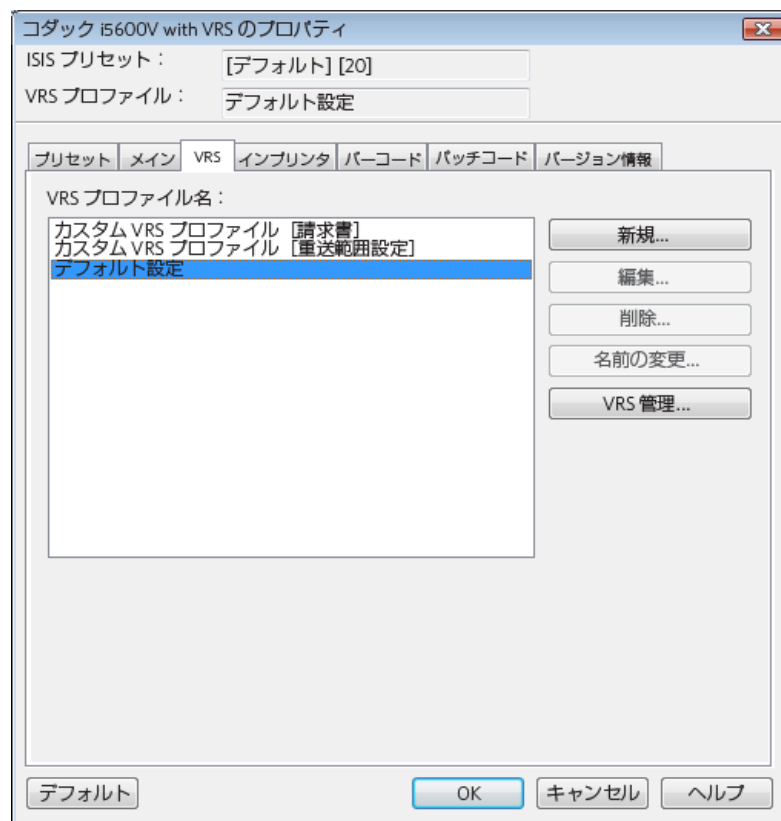 コダック i5600V with VRS のプロパティ
ISIS プリセット：
[デフォルト] [20]
VRS プロファイル：
デフォルト設定
プリセット メイン VRS インプリンタ バーコード パッチコード バージョン情報
VRS プロファイル名：
カスタム VRS プロファイル［請求書］
カスタム VRS プロファイル［重送範囲設定］
デフォルト設定
新規...
編集...
削除...
名前の変更...
VRS 管理...
デフォルト OK キャンセル ヘルプ